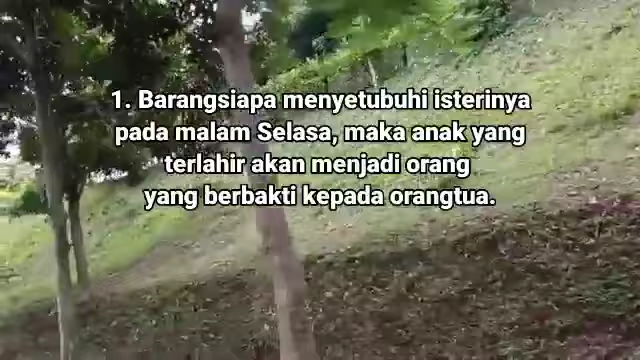 1. Barangsiapa menyetubuhi isterinya
pada malam Selasa, maka anak yang
terlahir akan menjadi orang
yang berbakti kepada orangtua.